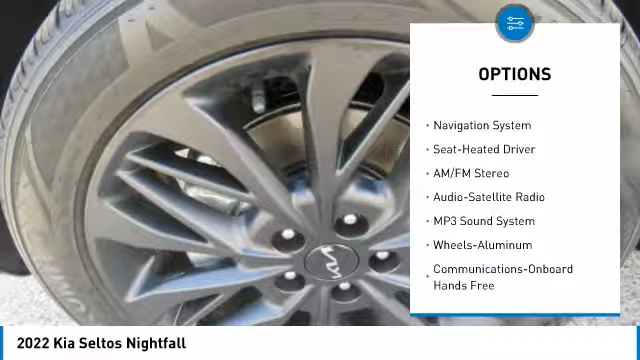 OPTIONS
Navigation System
Seat-Heated Driver
AM/FM Stereo
Audio-Satellite Radio
MP3 Sound System
Wheels-Aluminum
Communications-Onboard
Hands Free
2022 Kia Seltos Nightfall